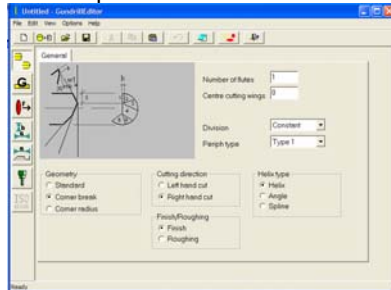 Untitled - GundrillEditor
File Edit View Options Help
General
Number of flutes 1
Centre cutting wings 0
Division Constant
Periph type Type 1
Geometry
Standard
Corner break
Corner radius
Cutting direction
Left hand cut
Right hand cut
Helix type
Helix
Angle
Spline
Finish/Roughing
Finish
Roughing
ISO
Ready